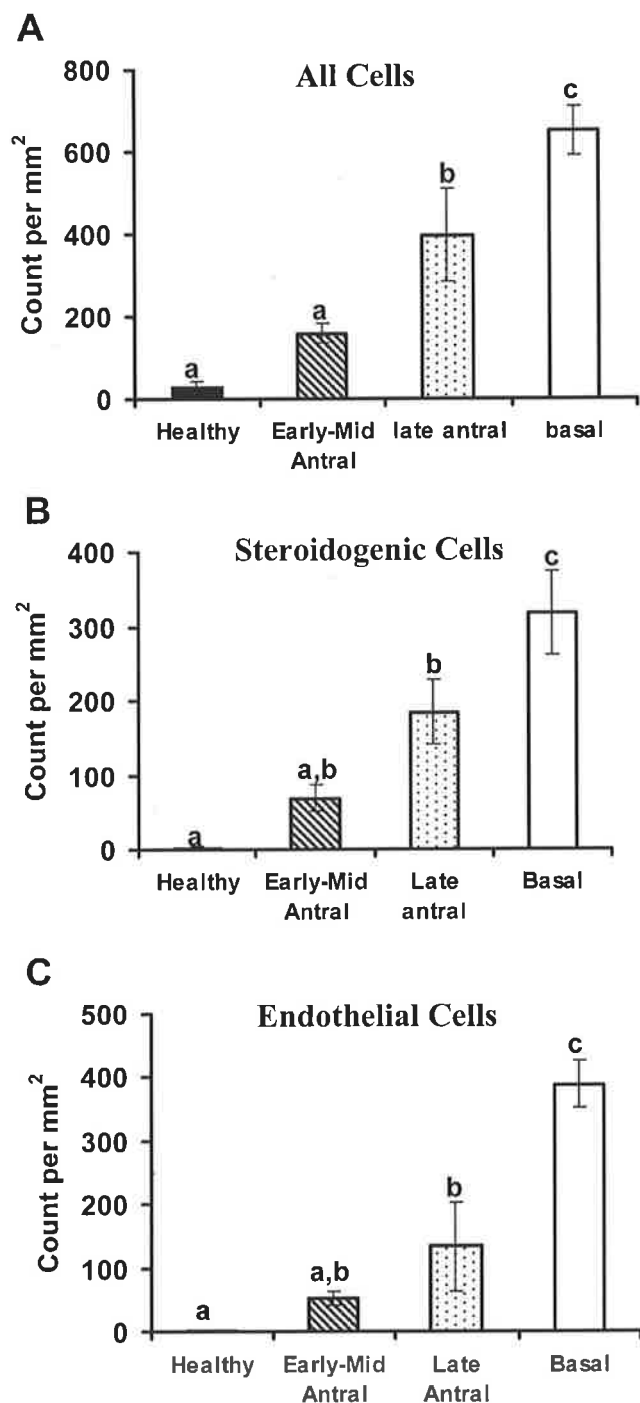 A
All Cells
Count per mm²
800
600
400
200
0
a
a
b
c
Healthy
Early-Mid
Antral
late antral
basal
B
Steroidogenic Cells
Count per mm²
400
300
200
100
0
a
a,b
b
c
Healthy
Early-Mid
Antral
Late
antral
Basal
C
Endothelial Cells
Count per mm²
500
400
300
200
100
0
a
a,b
b
c
Healthy
Early-Mid
Antral
Late
Antral
Basal